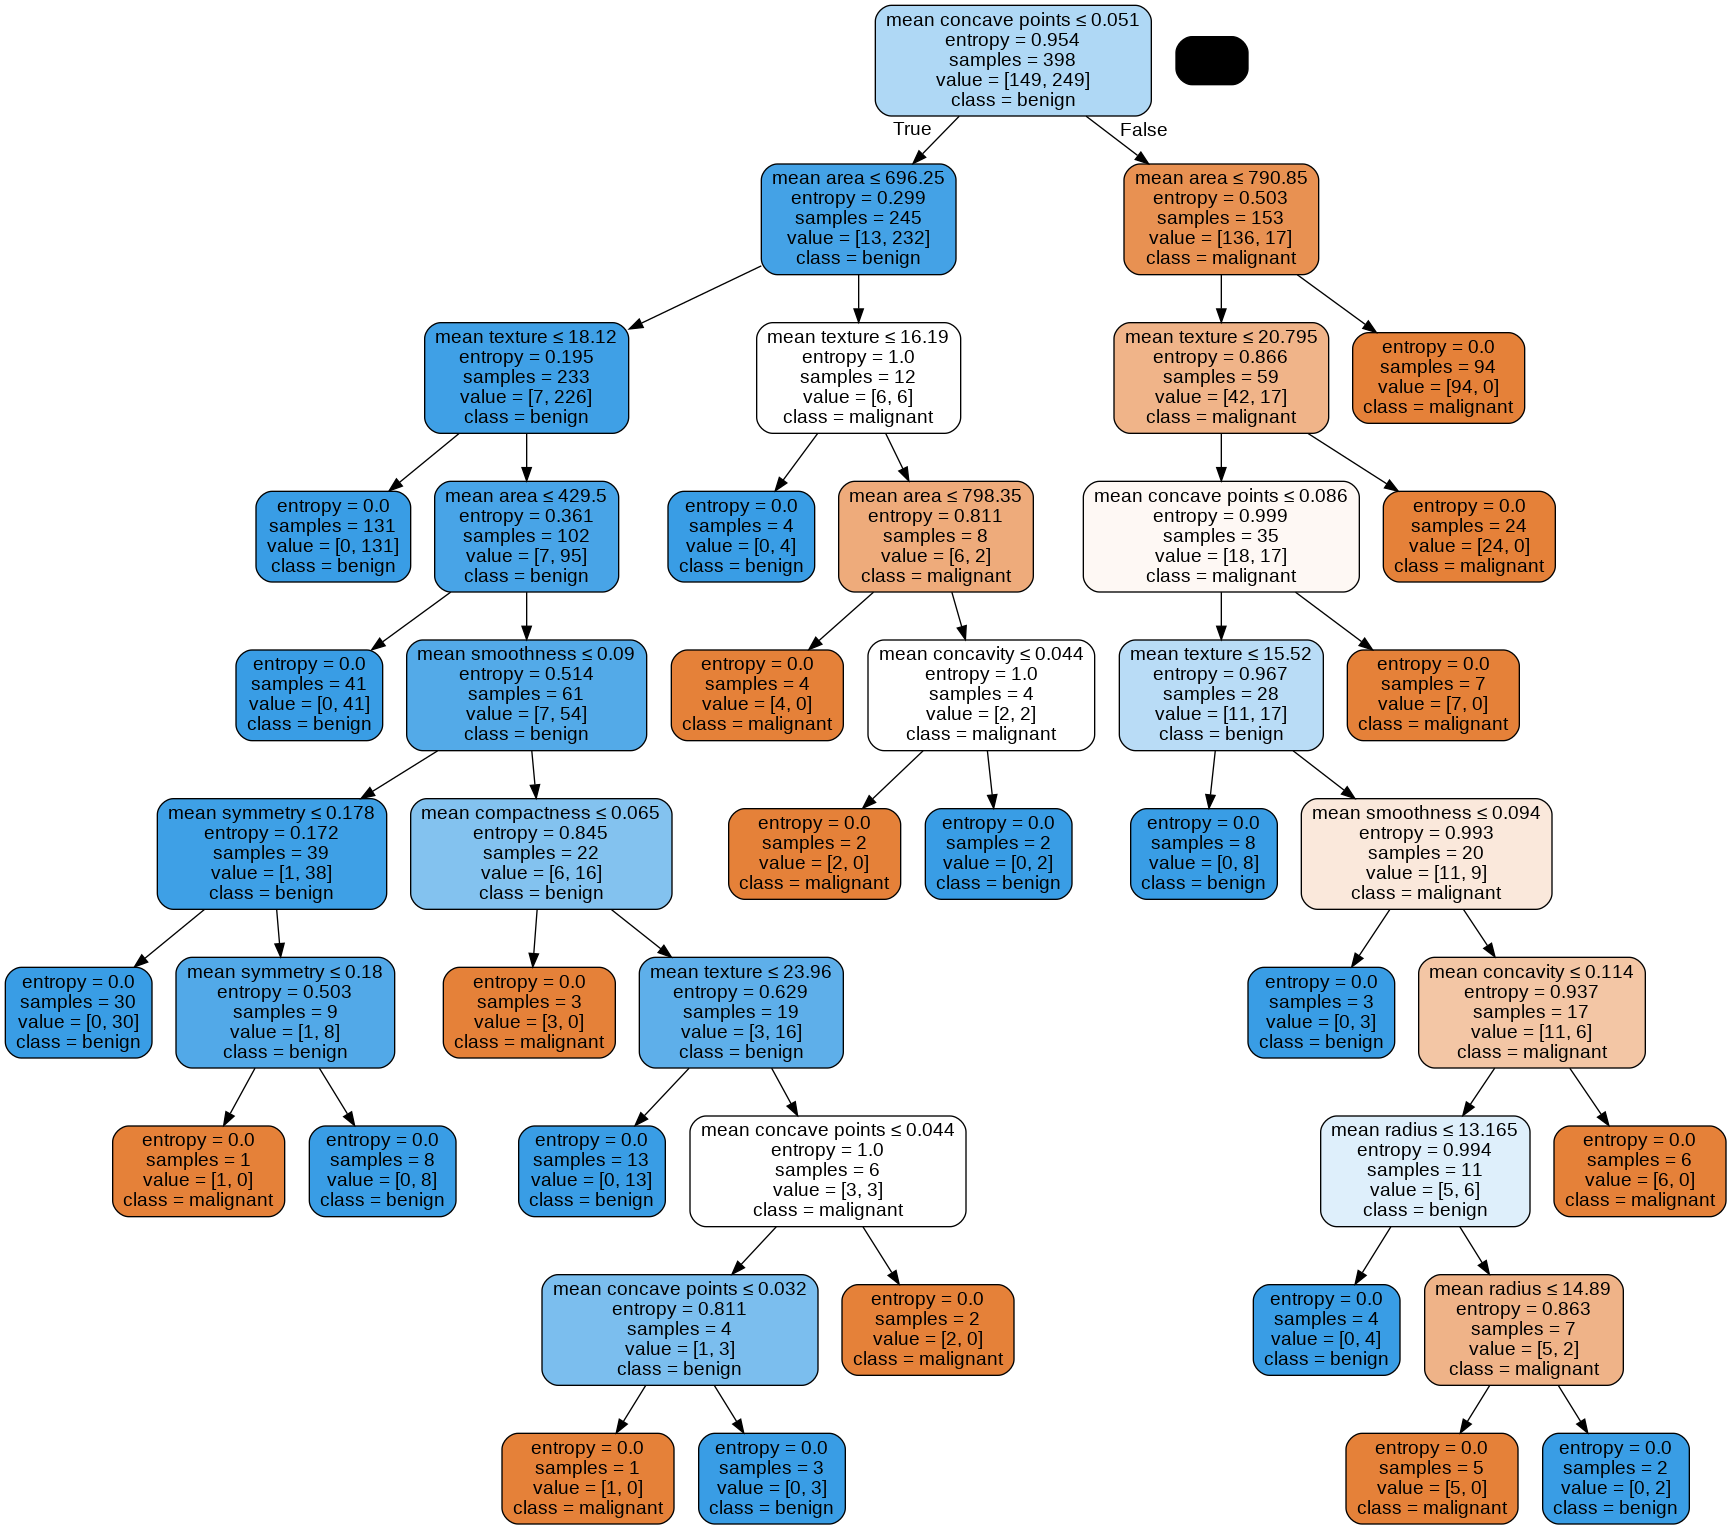 mean concave points ≤ 0.051
entropy = 0.954
samples = 398
value = [149, 249]
class = benign
True
False
mean area ≤ 696.25
entropy = 0.299
samples = 245
value = [13, 232]
class = benign
mean area ≤ 790.85
entropy = 0.503
samples = 153
value = [136, 17]
class = malignant
mean texture ≤ 18.12
entropy = 0.195
samples = 233
value = [7, 226]
class = benign
mean texture ≤ 16.19
entropy = 1.0
samples = 12
value = [6, 6]
class = malignant
mean texture ≤ 20.795
entropy = 0.866
samples = 59
value = [42, 17]
class = malignant
entropy = 0.0
samples = 94
value = [94, 0]
class = malignant
entropy = 0.0
samples = 131
value = [0, 131]
class = benign
mean area ≤ 429.5
entropy = 0.361
samples = 102
value = [7, 95]
class = benign
entropy = 0.0
samples = 4
value = [0, 4]
class = benign
mean area ≤ 798.35
entropy = 0.811
samples = 8
value = [6, 2]
class = malignant
mean concave points ≤ 0.086
entropy = 0.999
samples = 35
value = [18, 17]
class = malignant
entropy = 0.0
samples = 24
value = [24, 0]
class = malignant
entropy = 0.0
samples = 41
value = [0, 41]
class = benign
mean smoothness ≤ 0.09
entropy = 0.514
samples = 61
value = [7, 54]
class = benign
entropy = 0.0
samples = 4
value = [4, 0]
class = malignant
mean concavity ≤ 0.044
entropy = 1.0
samples = 4
value = [2, 2]
class = malignant
mean texture ≤ 15.52
entropy = 0.967
samples = 28
value = [11, 17]
class = benign
entropy = 0.0
samples = 7
value = [7, 0]
class = malignant
mean symmetry ≤ 0.178
entropy = 0.172
samples = 39
value = [1, 38]
class = benign
mean compactness ≤ 0.065
entropy = 0.845
samples = 22
value = [6, 16]
class = benign
entropy = 0.0
samples = 2
value = [2, 0]
class = malignant
entropy = 0.0
samples = 2
value = [0, 2]
class = benign
entropy = 0.0
samples = 8
value = [0, 8]
class = benign
mean smoothness ≤ 0.094
entropy = 0.993
samples = 20
value = [11, 9]
class = malignant
entropy = 0.0
samples = 30
value = [0, 30]
class = benign
mean symmetry ≤ 0.18
entropy = 0.503
samples = 9
value = [1, 8]
class = benign
entropy = 0.0
samples = 3
value = [3, 0]
class = malignant
mean texture ≤ 23.96
entropy = 0.629
samples = 19
value = [3, 16]
class = benign
entropy = 0.0
samples = 3
value = [0, 3]
class = benign
mean concavity ≤ 0.114
entropy = 0.937
samples = 17
value = [11, 6]
class = malignant
entropy = 0.0
samples = 1
value = [1, 0]
class = malignant
entropy = 0.0
samples = 8
value = [0, 8]
class = benign
entropy = 0.0
samples = 13
value = [0, 13]
class = benign
mean concave points ≤ 0.044
entropy = 1.0
samples = 6
value = [3, 3]
class = malignant
mean radius ≤ 13.165
entropy = 0.994
samples = 11
value = [5, 6]
class = benign
entropy = 0.0
samples = 6
value = [6, 0]
class = malignant
mean concave points ≤ 0.032
entropy = 0.811
samples = 4
value = [1, 3]
class = benign
entropy = 0.0
samples = 2
value = [2, 0]
class = malignant
entropy = 0.0
samples = 4
value = [0, 4]
class = benign
mean radius ≤ 14.89
entropy = 0.863
samples = 7
value = [5, 2]
class = malignant
entropy = 0.0
samples = 1
value = [1, 0]
class = malignant
entropy = 0.0
samples = 3
value = [0, 3]
class = benign
entropy = 0.0
samples = 5
value = [5, 0]
class = malignant
entropy = 0.0
samples = 2
value = [0, 2]
class = benign